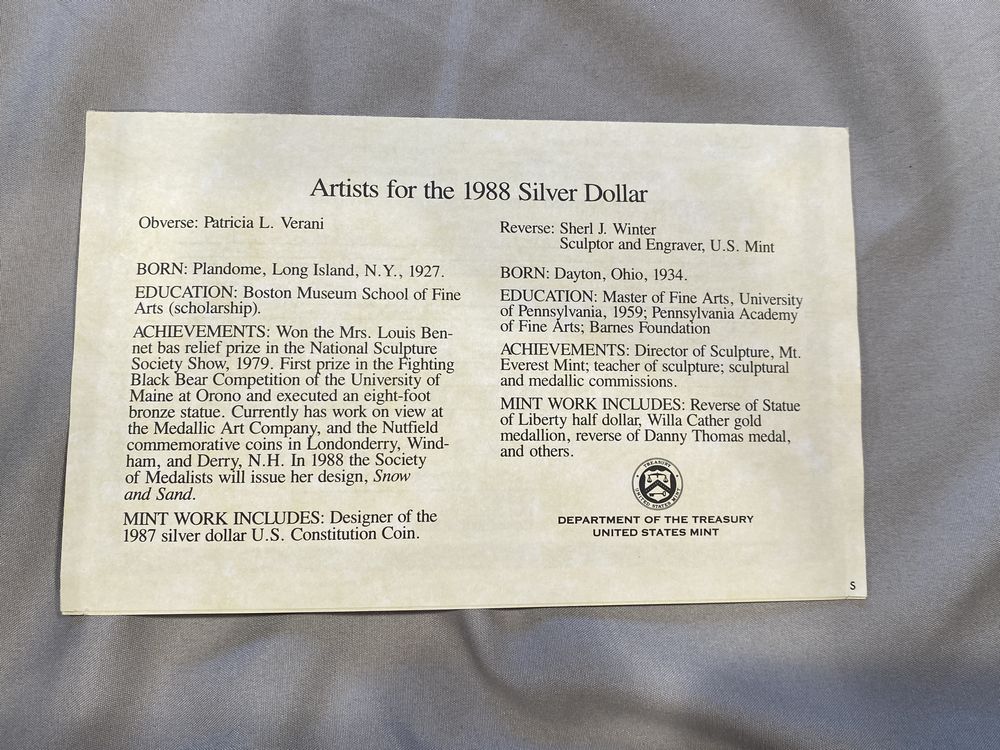 Artists for the 1988 Silver Dollar
Obverse: Patricia L. Verani
BORN: Plandome, Long Island, N.Y., 1927.
EDUCATION: Boston Museum School of Fine
Arts (scholarship).
ACHIEVEMENTS: Won the Mrs. Louis Ben-
net bas relief prize in the National Sculpture
Society Show, 1979. First prize in the Fighting
Black Bear Competition of the University of
Maine at Orono and executed an eight-foot
bronze statue. Currently has work on view at
the Medallic Art Company, and the Nutfield
commemorative coins in Londonderry, Wind-
ham, and Derry, N.H. In 1988 the Society
of Medalists will issue her design, Snow
and Sand.
MINT WORK INCLUDES: Designer of the
1987 silver dollar U.S. Constitution Coin.
Reverse: Sherl J. Winter
Sculptor and Engraver, U.S. Mint
BORN: Dayton, Ohio, 1934.
EDUCATION: Master of Fine Arts, University
of Pennsylvania, 1959; Pennsylvania Academy
of Fine Arts; Barnes Foundation
ACHIEVEMENTS: Director of Sculpture, Mt.
Everest Mint; teacher of sculpture; sculptural
and medallic commissions.
MINT WORK INCLUDES: Reverse of Statue
of Liberty half dollar, Willa Cather gold
medallion, reverse of Danny Thomas medal,
and others.
TREASURY
UNITED STATES MINT
DEPARTMENT OF THE TREASURY
UNITED STATES MINT
S